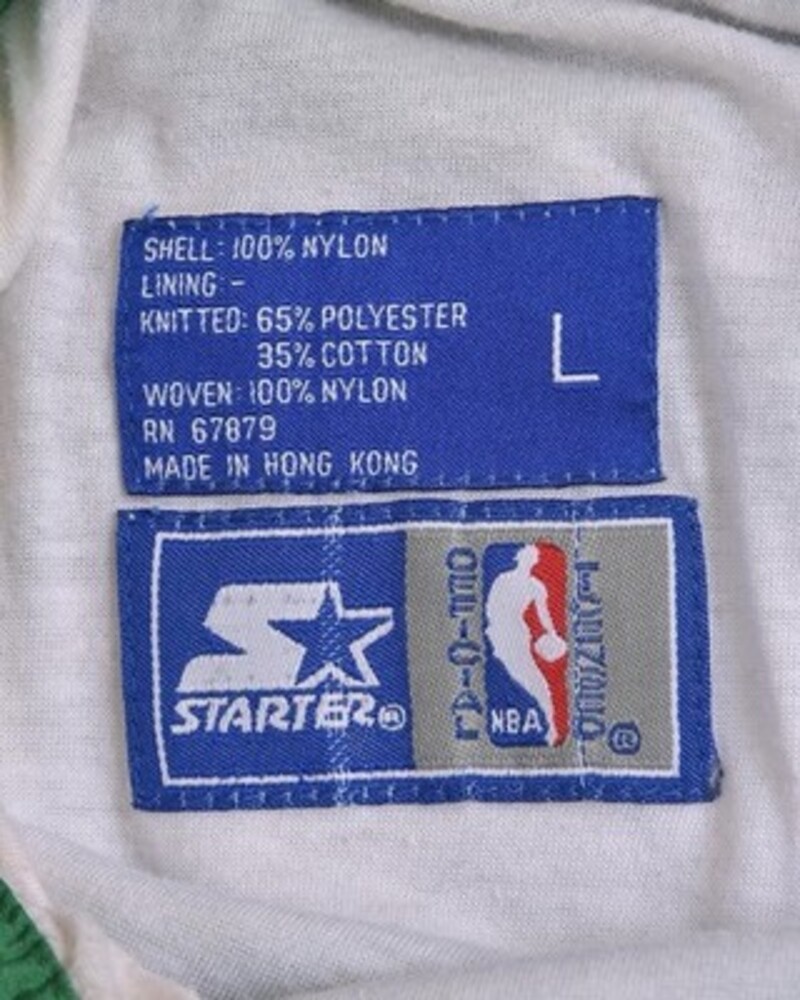 SHELL: 100% NYLON
LINING -
KNITTED: 65% POLYESTER
35% COTTON
WOVEN: 100% NYLON
RN 67879
MADE IN HONG KONG
L
STARTER®
OFFICIAL
NBA
LICENSED
®